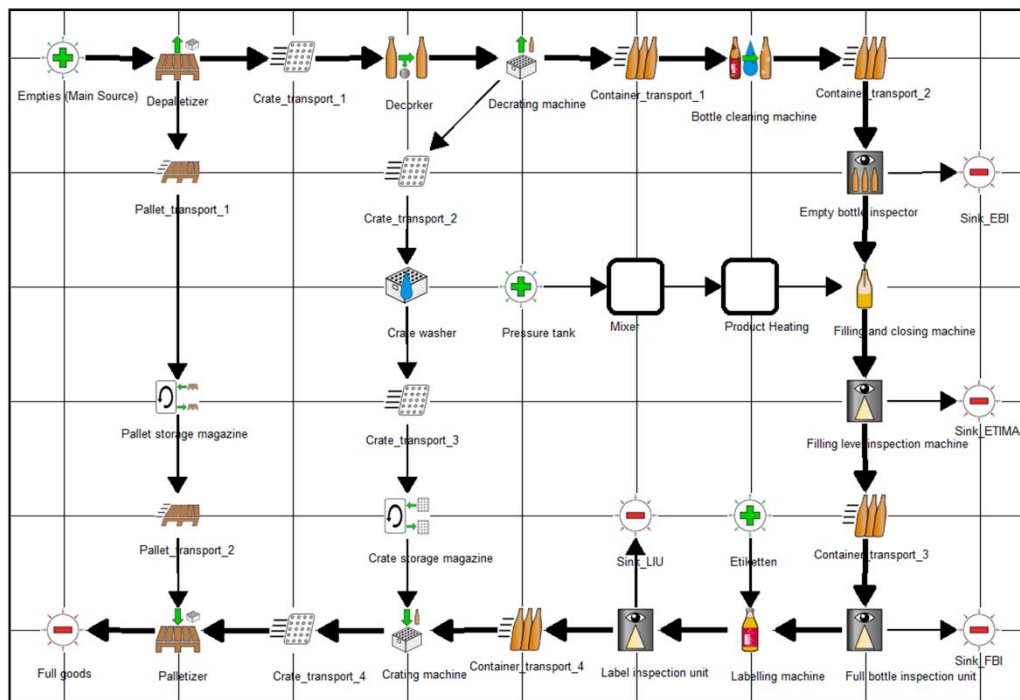 Empties (Main Source)
Depalletizer
Crate_transport_1
Decorker
Decrating machine
Container_transport_1
Bottle cleaning machine
Container_transport_2
Pallet_transport_1
Crate_transport_2
Empty bottle inspector
Sink_EBI
Crate washer
Pressure tank
Mixer
Product Heating
Filling and closing machine
Pallet storage magazine
Crate_transport_3
Filling level inspection machine
Sink_ETIMA
Pallet_transport_2
Crate storage magazine
Sink_LIU
Etiketten
Container_transport_3
Full goods
Palletizer
Crate_transport_4
Crating machine
Container_transport_4
Label inspection unit
Labelling machine
Full bottle inspection unit
Sink_FBI